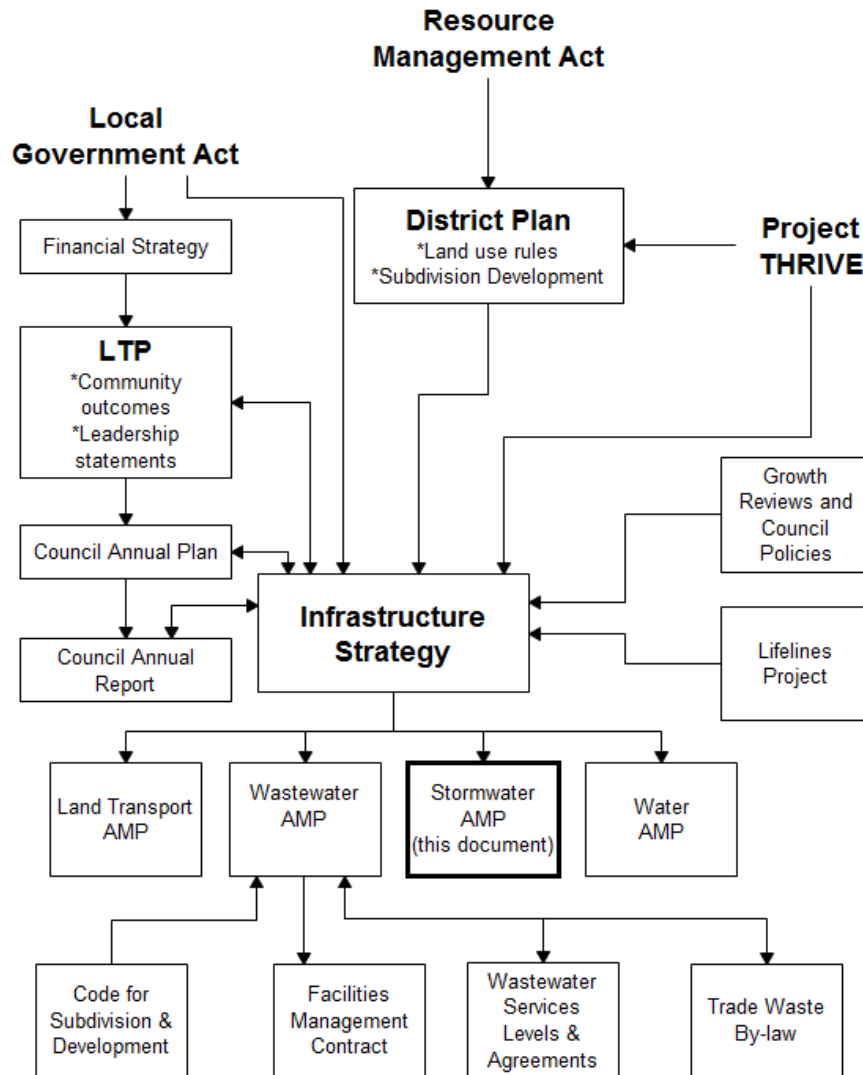 Resource
Management Act
Local
Government Act
Financial Strategy
District Plan
*Land use rules
*Subdivision Development
Project
THRIVE
LTP
*Community
outcomes
*Leadership
statements
Growth
Reviews and
Council
Policies
Council Annual Plan
Infrastructure
Strategy
Council Annual
Report
Lifelines
Project
Land Transport
AMP
Wastewater
AMP
Stormwater
AMP
(this document)
Water
AMP
Code for
Subdivision &
Development
Facilities
Management
Contract
Wastewater
Services
Levels &
Agreements
Trade Waste
By-law